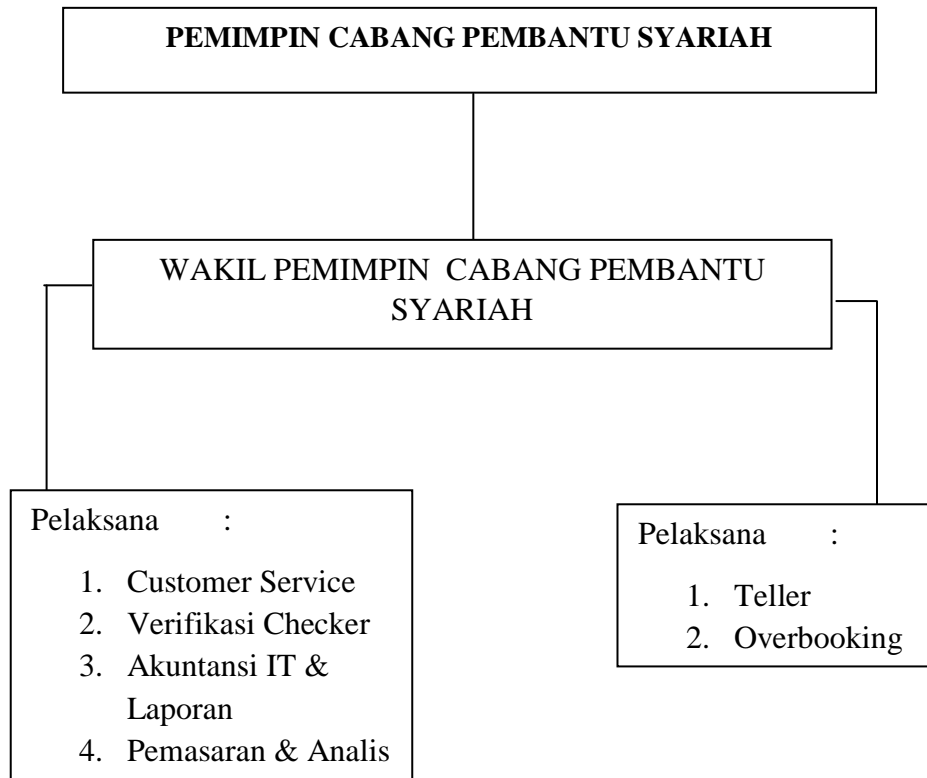 PEMIMPIN CABANG PEMBANTU SYARIAH
WAKIL PEMIMPIN CABANG PEMBANTU
SYARIAH
Pelaksana :
1. Customer Service
2. Verifikasi Checker
3. Akuntansi IT &
Laporan
4. Pemasaran & Analis
Pelaksana :
1. Teller
2. Overbooking